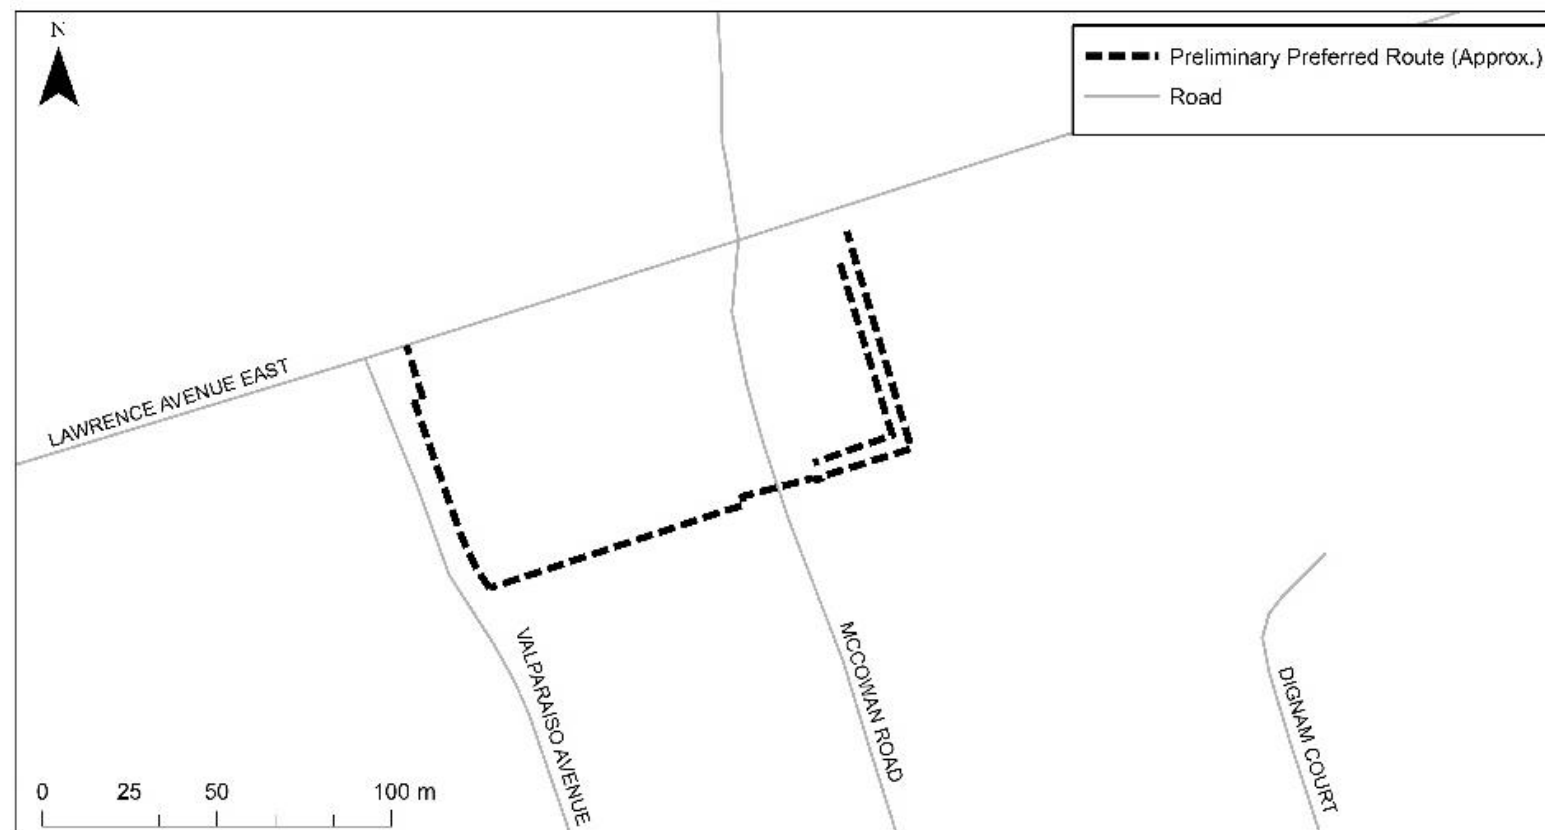 N
Preliminary Preferred Route (Approx.)
Road
LAWRENCE AVENUE EAST
VALPARAISO AVENUE
MCCOWAN ROAD
DIGNAM COURT
0 25 50 100 m